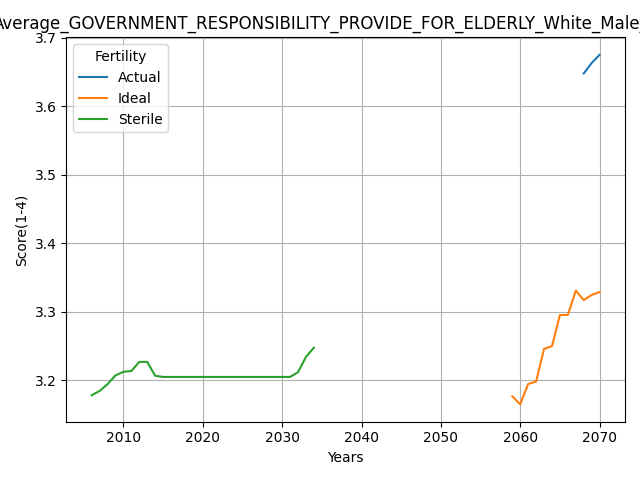 Average_GOVERNMENT_RESPONSIBILITY_PROVIDE_FOR_ELDERLY_White_Male_
Fertility
Actual
Ideal
Sterile
3.7
3.6
3.5
3.4
3.3
3.2
Score(1-4)
2010 2020 2030 2040 2050 2060 2070
Years